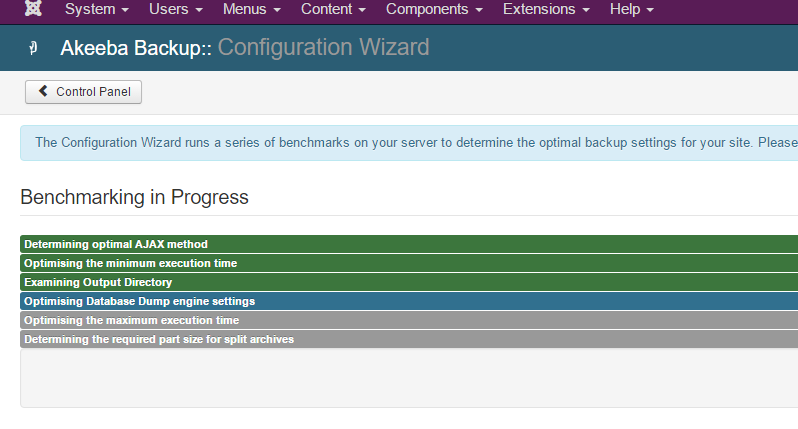 System Users Menus Content Components Extensions Help
Akeeba Backup:: Configuration Wizard
Control Panel
The Configuration Wizard runs a series of benchmarks on your server to determine the optimal backup settings for your site. Please
Benchmarking in Progress
Determining optimal AJAX method
Optimising the minimum execution time
Examining Output Directory
Optimising Database Dump engine settings
Optimising the maximum execution time
Determining the required part size for split archives